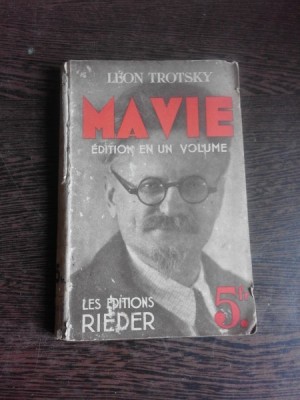 LÉON TROTSKY
MA VIE
ÉDITION EN UN VOLUME
LES ÉDITIONS
RIEDER
5.